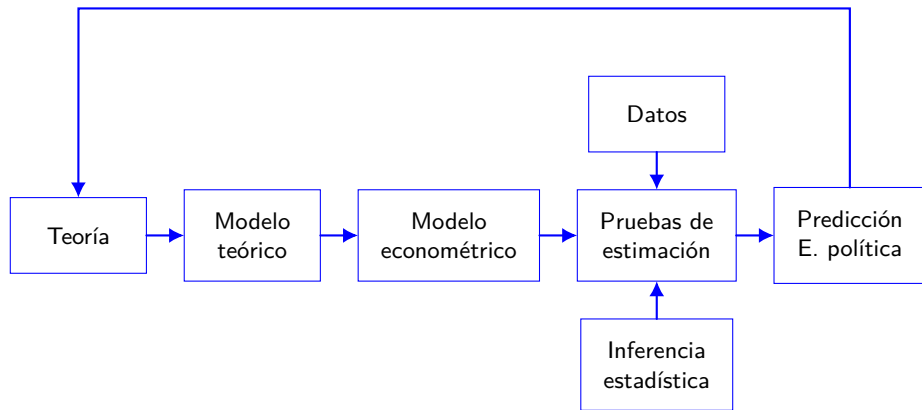 Datos
Teoría
Modelo
teórico
Modelo
econométrico
Pruebas de
estimación
Predicción
E. política
Inferencia
estadística